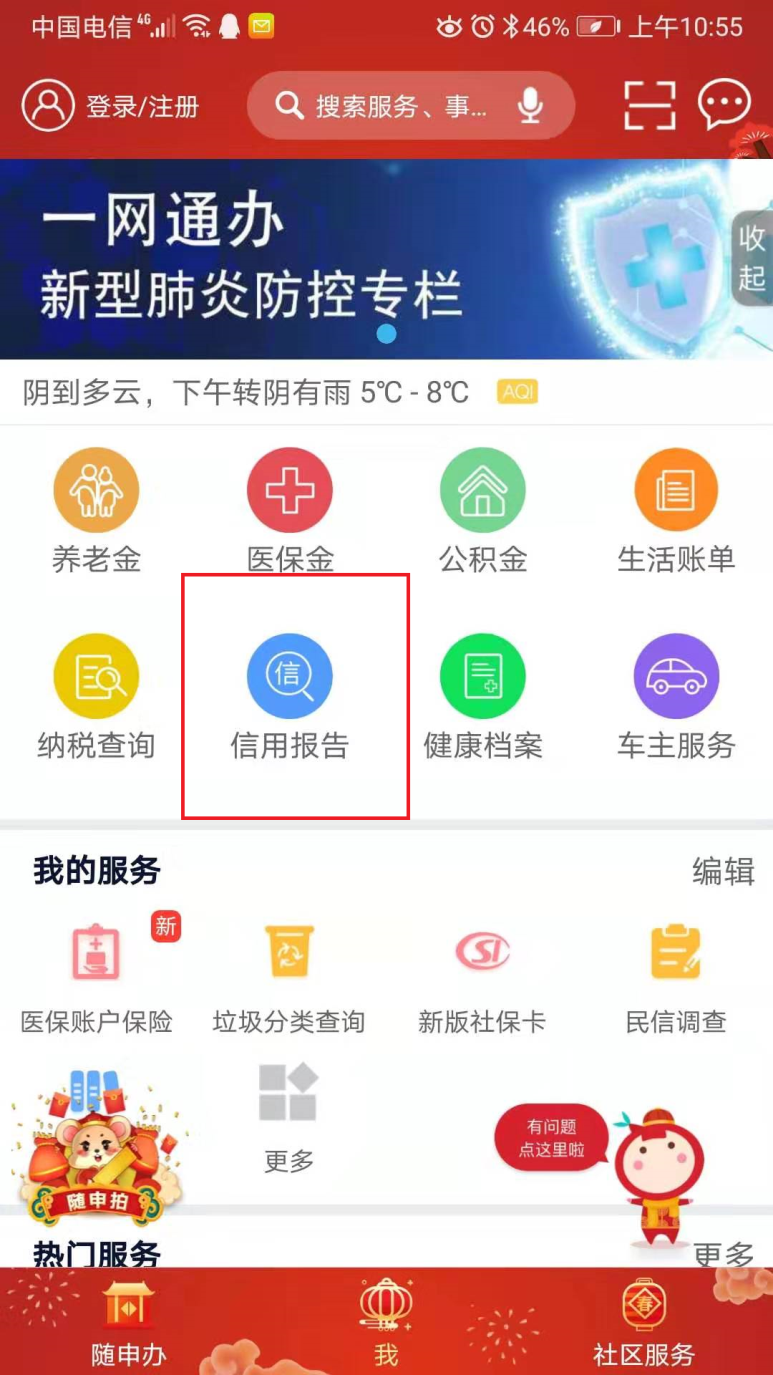 中国电信 4G 46% 上午10:55
登录/注册 搜索服务、事...
一网通办
新型肺炎防控专栏
收起
阴到多云，下午转阴有雨 5℃ - 8℃ AQI
养老金 医保金 公积金 生活账单
信
纳税查询 信用报告 健康档案 车主服务
我的服务 编辑
新
SI
医保账户保险 垃圾分类查询 新版社保卡 民信调查
有问题
点这里啦
更多
随申拍
热门服务 更多
春
随申办 我 社区服务